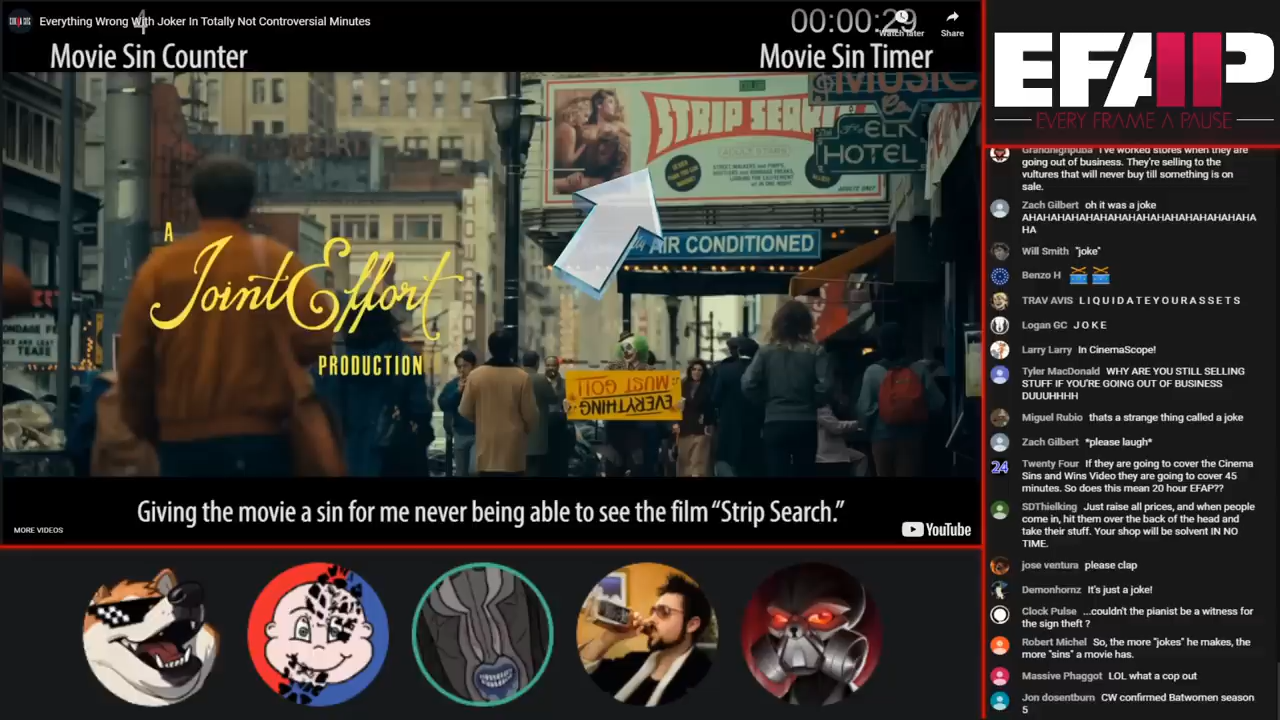 Everything Wrong With Joker In Totally Not Controversial Minutes
4
Movie Sin Counter
00:00:29
Watch later
Share
Movie Sin Timer
MUSIC
&
ELK
HOTEL
STRIP SEAR
ADULTS ONLY
AIR CONDITIONED
A
Joint Effort
PRODUCTION
BONDAGE
TEASE
EVERYTHING
MUST GO!!
Giving the movie a sin for me never being able to see the film “Strip Search.”
MORE VIDEOS
YouTube
EFAP
EVERY FRAME A PAUSE
Grandnighpuba I've worked stores when they are
going out of business. They're selling to the
vultures that will never buy till something is on
sale.
Zach Gilbert oh it was a joke
AHAHAHAHAHAHAHAHAHAHAHAHAHAHAHA
HA
Will Smith "joke"
Benzo H
TRAV AVIS L I Q U I D A T E Y O U R A S S E T S
Logan GC J O K E
Larry Larry In CinemaScope!
Tyler MacDonald WHY ARE YOU STILL SELLING
STUFF IF YOU'RE GOING OUT OF BUSINESS
DUUUHHHH
Miguel Rubio thats a strange thing called a joke
Zach Gilbert *please laugh*
24
Twenty Four If they are going to cover the Cinema
Sins and Wins Video they are going to cover 45
minutes. So does this mean 20 hour EFAP??
SDThielking Just raise all prices, and when people
come in, hit them over the back of the head and
take their stuff. Your shop will be solvent IN NO
TIME.
jose ventura please clap
Demonhornz It's just a joke!
Clock Pulse ...couldn't the pianist be a witness for
the sign theft ?
Robert Michel So, the more "jokes" he makes, the
more "sins" a movie has.
Massive Phaggot LOL what a cop out
Jon dosentburn CW confirmed Batwomen season
5